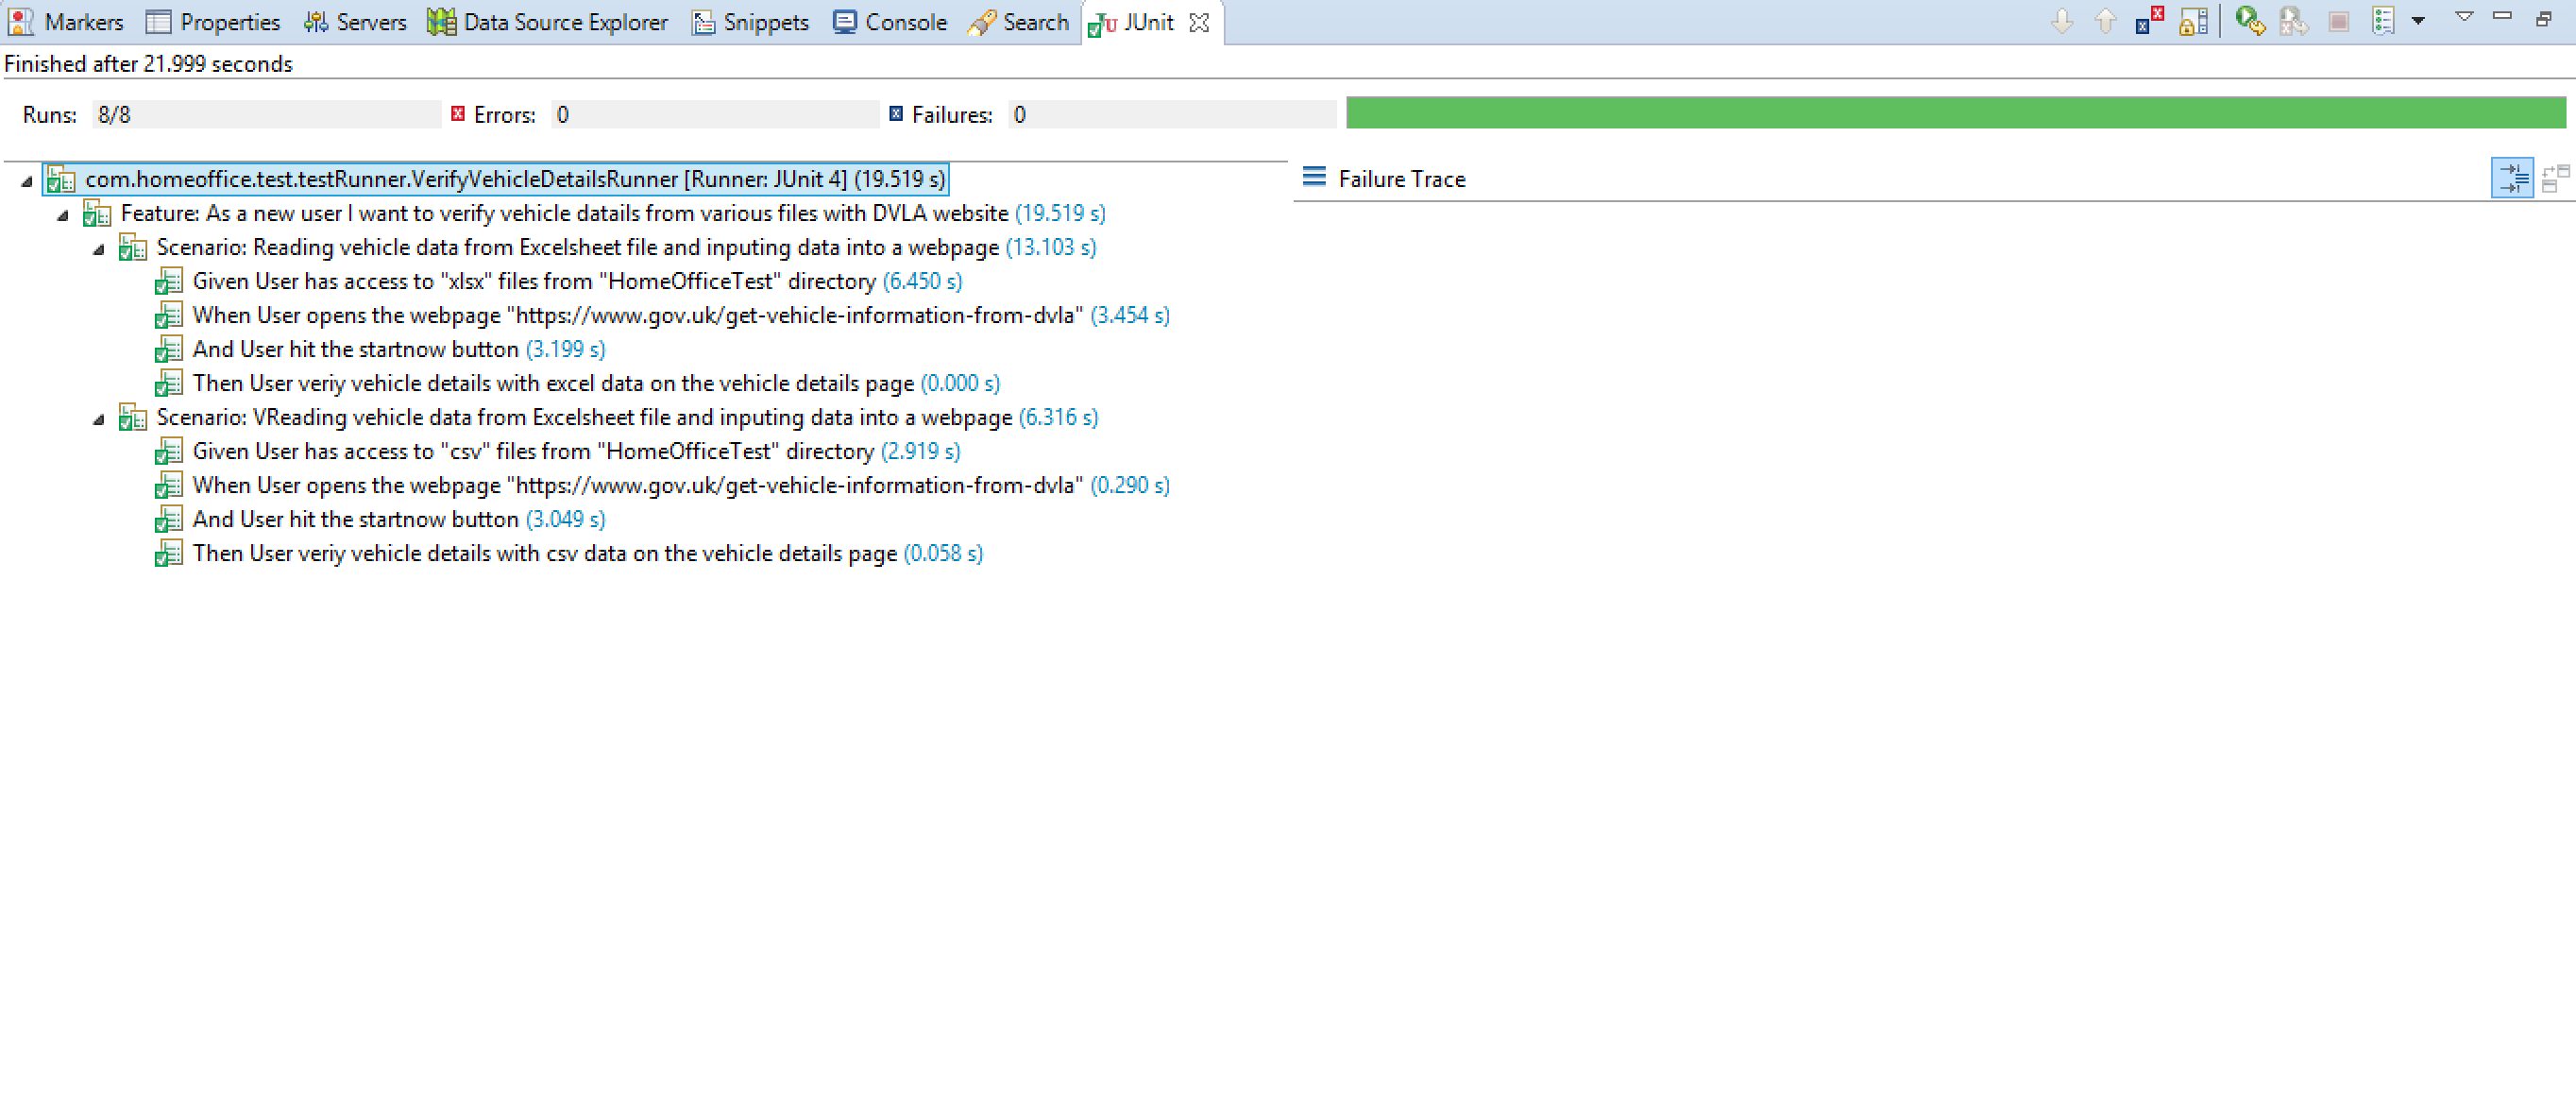 Markers Properties Servers Data Source Explorer Snippets Console Search JUnit
Finished after 21.999 seconds
Runs: 8/8 Errors: 0 Failures: 0
com.homeoffice.test.testRunner.VerifyVehicleDetailsRunner [Runner: JUnit 4] (19.519 s)
Failure Trace
Feature: As a new user I want to verify vehicle datails from various files with DVLA website (19.519 s)
Scenario: Reading vehicle data from Excelsheet file and inputing data into a webpage (13.103 s)
Given User has access to "xlsx" files from "HomeOfficeTest" directory (6.450 s)
When User opens the webpage "https://www.gov.uk/get-vehicle-information-from-dvla" (3.454 s)
And User hit the startnow button (3.199 s)
Then User veriy vehicle details with excel data on the vehicle details page (0.000 s)
Scenario: VReading vehicle data from Excelsheet file and inputing data into a webpage (6.316 s)
Given User has access to "csv" files from "HomeOfficeTest" directory (2.919 s)
When User opens the webpage "https://www.gov.uk/get-vehicle-information-from-dvla" (0.290 s)
And User hit the startnow button (3.049 s)
Then User veriy vehicle details with csv data on the vehicle details page (0.058 s)